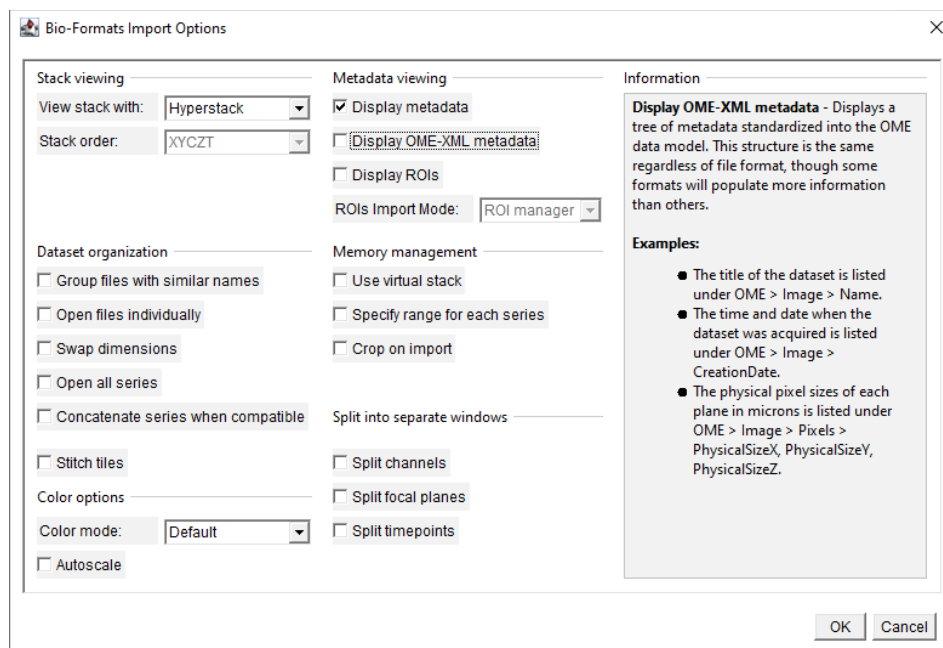 Bio-Formats Import Options
Stack viewing
View stack with: Hyperstack
Stack order: XYCZT
Metadata viewing
Display metadata
Display OME-XML metadata
Display ROIs
ROIs Import Mode: ROI manager
Dataset organization
Group files with similar names
Open files individually
Swap dimensions
Open all series
Concatenate series when compatible
Stitch tiles
Memory management
Use virtual stack
Specify range for each series
Crop on import
Split into separate windows
Split channels
Split focal planes
Split timepoints
Color options
Color mode: Default
Autoscale
Information
Display OME-XML metadata - Displays a
tree of metadata standardized into the OME
data model. This structure is the same
regardless of file format, though some
formats will populate more information
than others.
Examples:
The title of the dataset is listed
under OME > Image > Name.
The time and date when the
dataset was acquired is listed
under OME > Image >
CreationDate.
The physical pixel sizes of each
plane in microns is listed under
OME > Image > Pixels >
PhysicalSizeX, PhysicalSizeY,
PhysicalSizeZ.
OK
Cancel